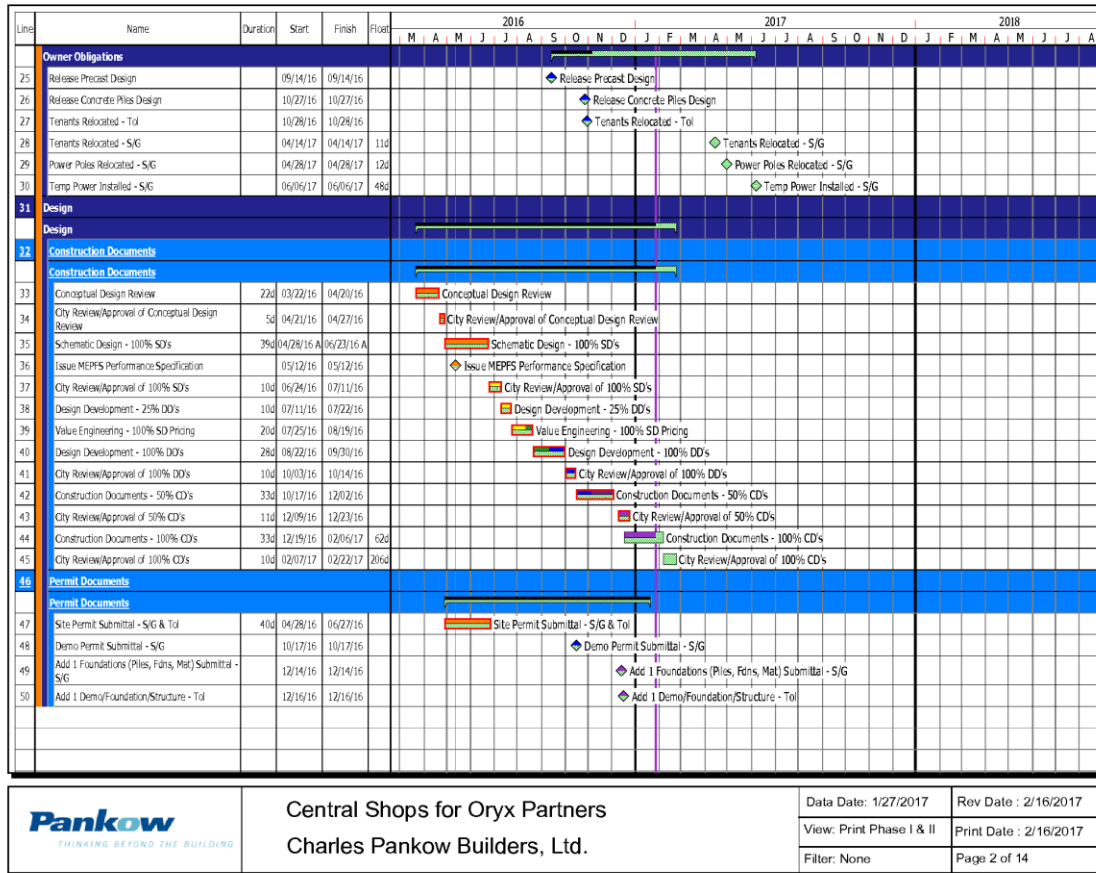 2016 2017 2018
Line Name Duration Start Finish Float M A M J J A S O N D J F M A M J J A S O N D J F M A M J J A
Owner Obligations
25 Release Precast Design 09/14/16 09/14/16 Release Precast Design
26 Release Concrete Piles Design 10/27/16 10/27/16 Release Concrete Piles Design
27 Tenants Relocated - Tol 10/28/16 10/28/16 Tenants Relocated - Tol
28 Tenants Relocated - S/G 04/14/17 04/14/17 11d Tenants Relocated - S/G
29 Power Poles Relocated - S/G 04/28/17 04/28/17 12d Power Poles Relocated - S/G
30 Temp Power Installed - S/G 06/06/17 06/06/17 48d Temp Power Installed - S/G
31 Design
Design
32 Construction Documents
Construction Documents
33 Conceptual Design Review 22d 03/22/16 04/20/16 Conceptual Design Review
34 City Review/Approval of Conceptual Design Review 5d 04/21/16 04/27/16 City Review/Approval of Conceptual Design Review
35 Schematic Design - 100% SD's 39d 04/28/16 A 06/23/16 A Schematic Design - 100% SD's
36 Issue MEPFS Performance Specification 05/12/16 05/12/16 Issue MEPFS Performance Specification
37 City Review/Approval of 100% SD's 10d 06/24/16 07/11/16 City Review/Approval of 100% SD's
38 Design Development - 25% DD's 10d 07/11/16 07/22/16 Design Development - 25% DD's
39 Value Engineering - 100% SD Pricing 20d 07/25/16 08/19/16 Value Engineering - 100% SD Pricing
40 Design Development - 100% DD's 28d 08/22/16 09/30/16 Design Development - 100% DD's
41 City Review/Approval of 100% DD's 10d 10/03/16 10/14/16 City Review/Approval of 100% DD's
42 Construction Documents - 50% CD's 33d 10/17/16 12/02/16 Construction Documents - 50% CD's
43 City Review/Approval of 50% CD's 11d 12/09/16 12/23/16 City Review/Approval of 50% CD's
44 Construction Documents - 100% CD's 33d 12/19/16 02/06/17 62d Construction Documents - 100% CD's
45 City Review/Approval of 100% CD's 10d 02/07/17 02/22/17 206d City Review/Approval of 100% CD's
46 Permit Documents
Permit Documents
47 Site Permit Submittal - S/G & Tol 40d 04/28/16 06/27/16 Site Permit Submittal - S/G & Tol
48 Demo Permit Submittal - S/G 10/17/16 10/17/16 Demo Permit Submittal - S/G
49 Add 1 Foundations (Piles, Fdns, Mat) Submittal - S/G 12/14/16 12/14/16 Add 1 Foundations (Piles, Fdns, Mat) Submittal - S/G
50 Add 1 Demo/Foundation/Structure - Tol 12/16/16 12/16/16 Add 1 Demo/Foundation/Structure - Tol
Pankow
THINKING BEYOND THE BUILDING
Central Shops for Oryx Partners
Charles Pankow Builders, Ltd.
Data Date: 1/27/2017 Rev Date : 2/16/2017
View: Print Phase I & II Print Date : 2/16/2017
Filter: None Page 2 of 14